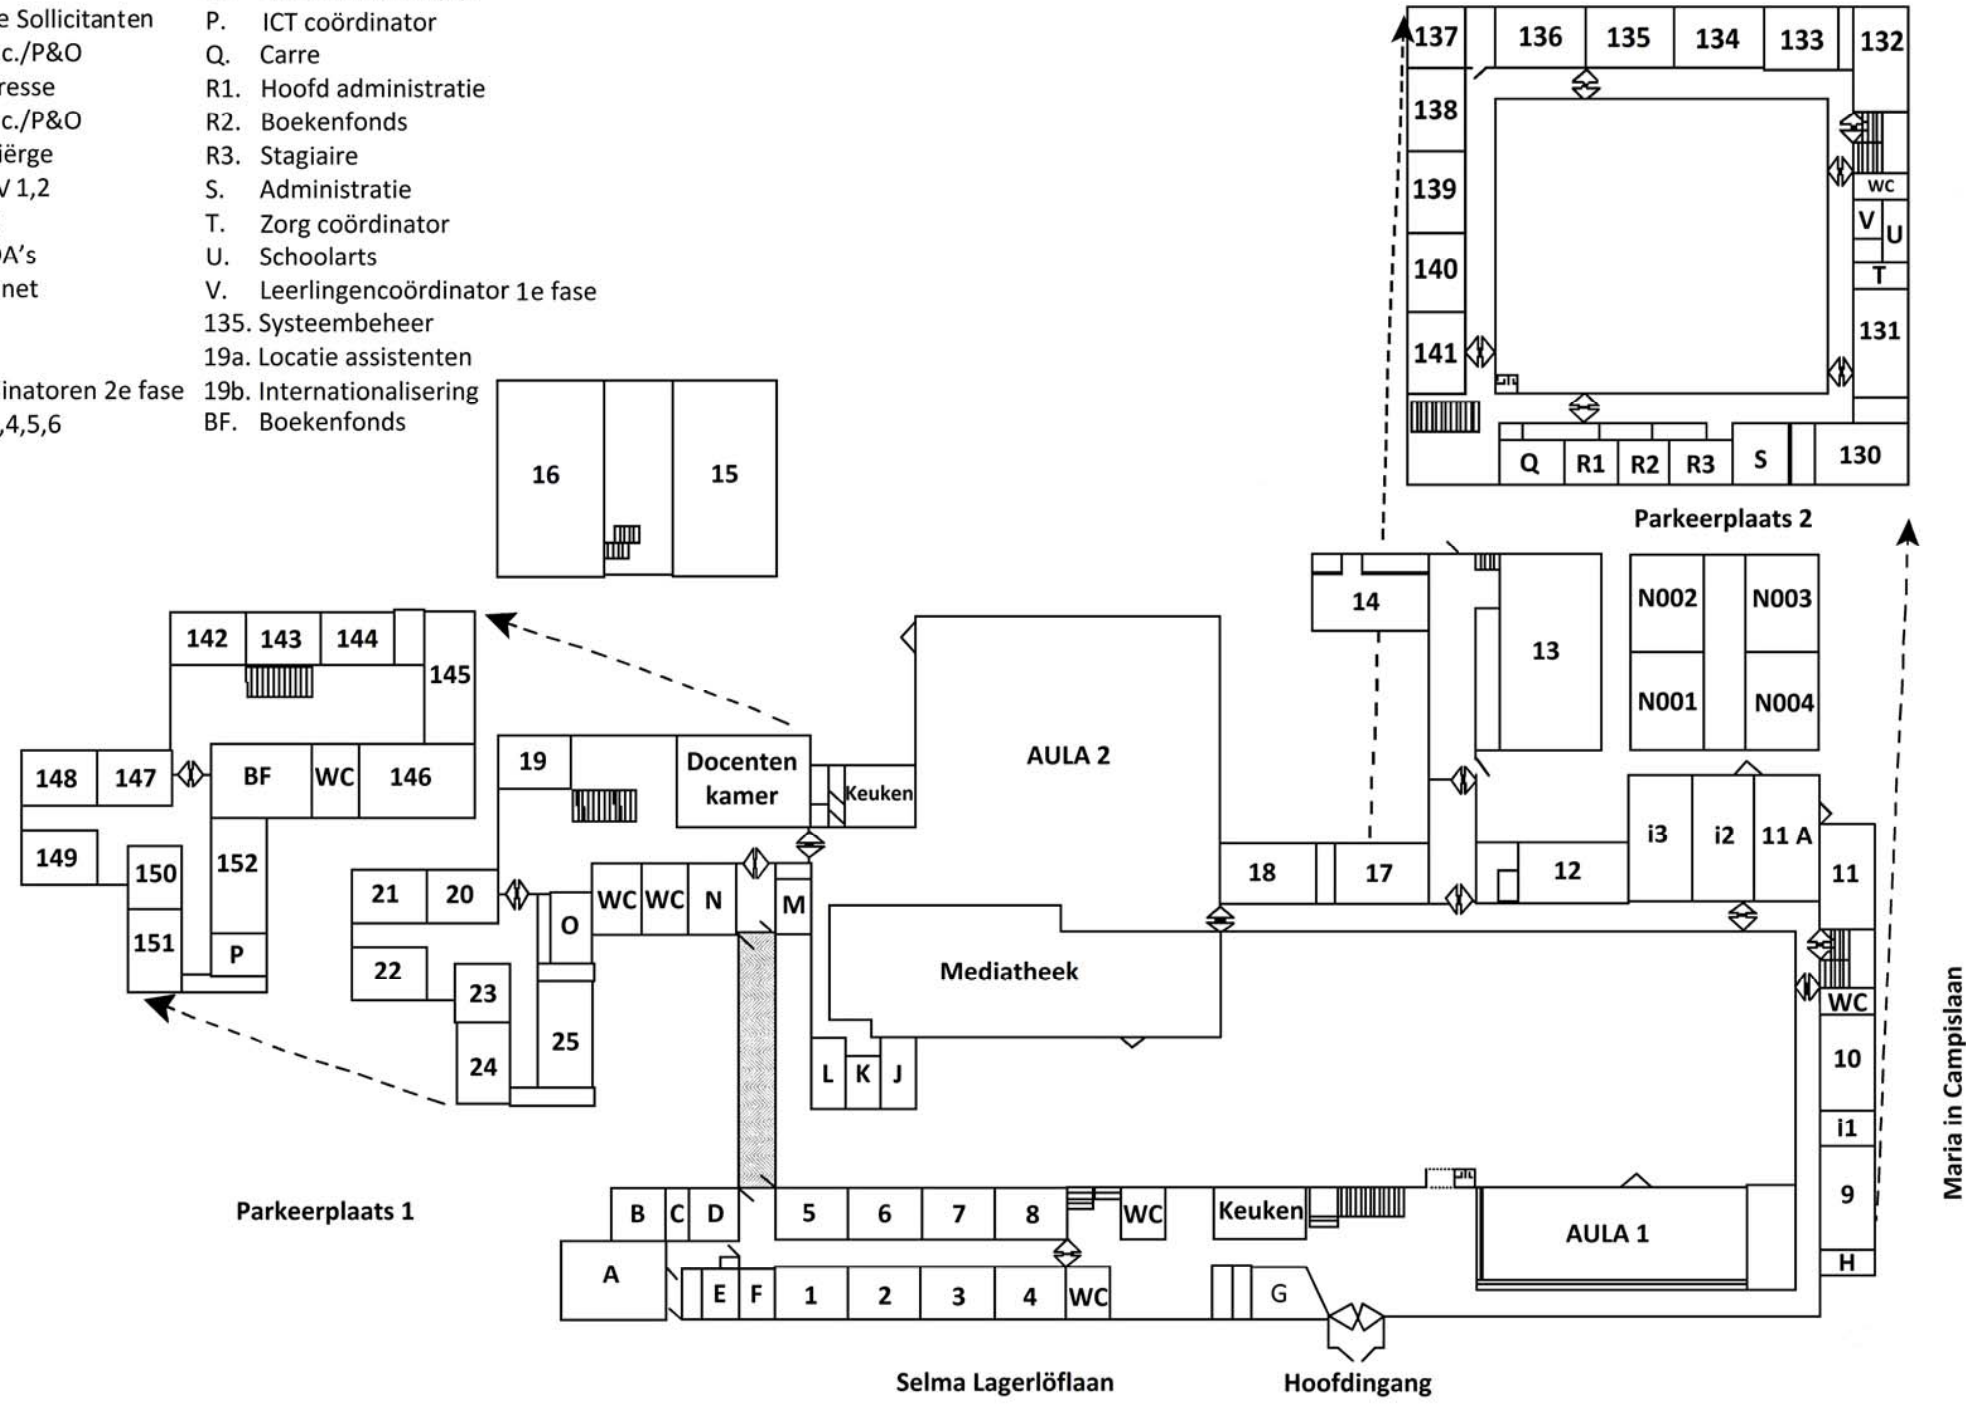 e Sollicitanten
c./P&O
resse
c./P&O
iërge
V 1,2
A's
net
inatoren 2e fase
,4,5,6
P. ICT coördinator
Q. Carre
R1. Hoofd administratie
R2. Boekenfonds
R3. Stagiaire
S. Administratie
T. Zorg coördinator
U. Schoolarts
V. Leerlingencoördinator 1e fase
135. Systeembeheer
19a. Locatie assistenten
19b. Internationalisering
BF. Boekenfonds
137 136 135 134 133 132
138
139
140
141
WC
V U
T
131
Q R1 R2 R3 S 130
Parkeerplaats 2
16 15
14 13
N002 N003
N001 N004
142 143 144
145
148 147 BF WC 146
149 150 152
151 P
19 Docenten
kamer
Keuken
AULA 2
21 20 O WC WC N M
22 23
24 25
18 17 12 i3 i2 11 A 11
Mediatheek
L K J
WC
10
i1
9
H
Maria in Campislaan
Parkeerplaats 1
B C D 5 6 7 8 WC Keuken
AULA 1
A E F 1 2 3 4 WC G
Selma Lagerlöflaan
Hoofdingang